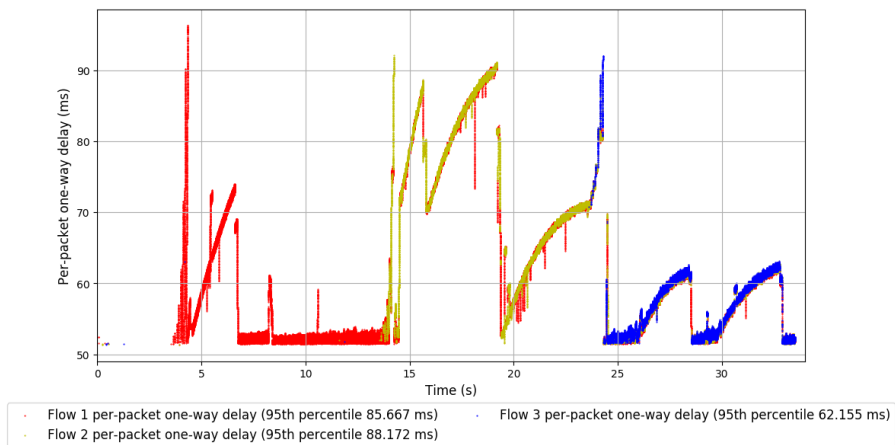 Per-packet one-way delay (ms)
90
80
70
60
50
0
5
10
15
20
25
30
Time (s)
Flow 1 per-packet one-way delay (95th percentile 85.667 ms)
Flow 2 per-packet one-way delay (95th percentile 88.172 ms)
Flow 3 per-packet one-way delay (95th percentile 62.155 ms)